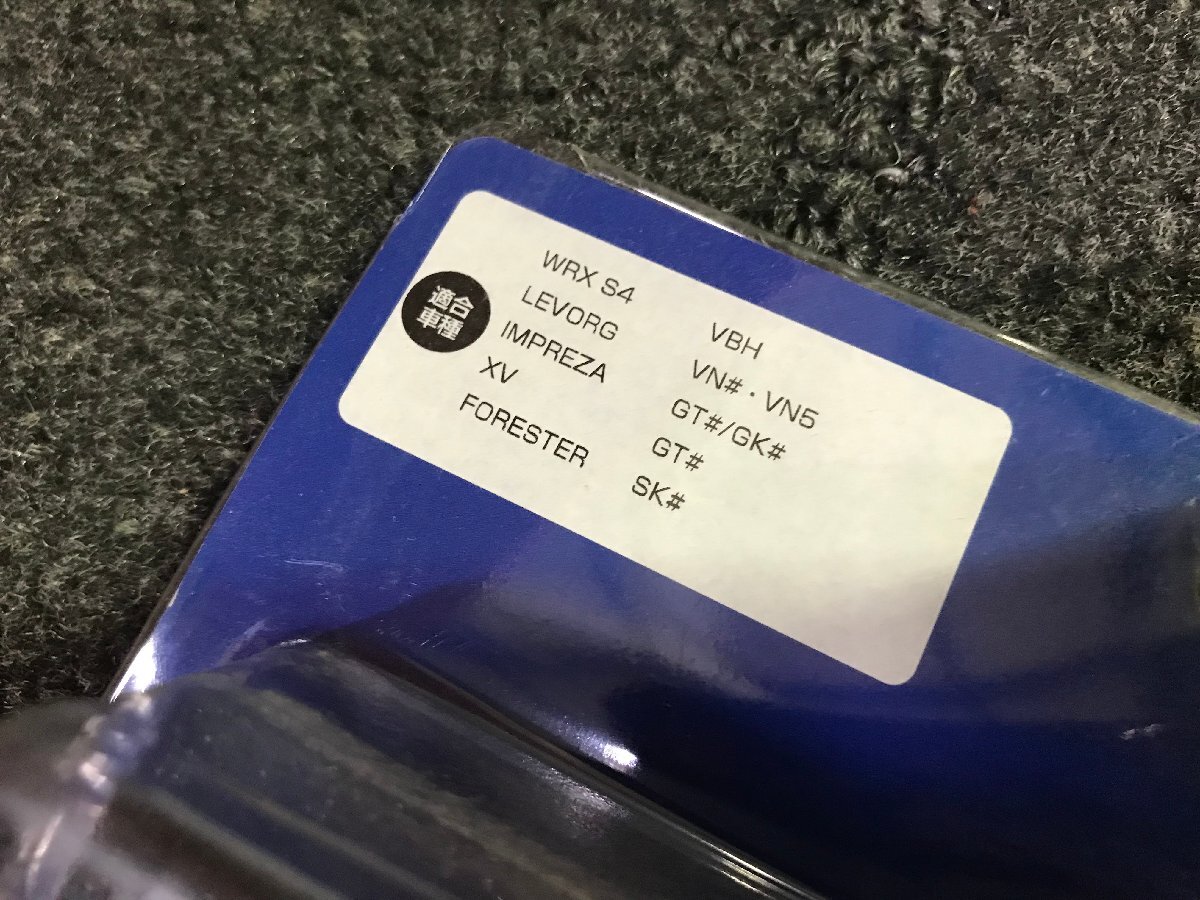 適合
車種
WRX S4 VBH
LEVORG VN#・VN5
IMPREZA GT#/GK#
XV GT#
FORESTER SK#